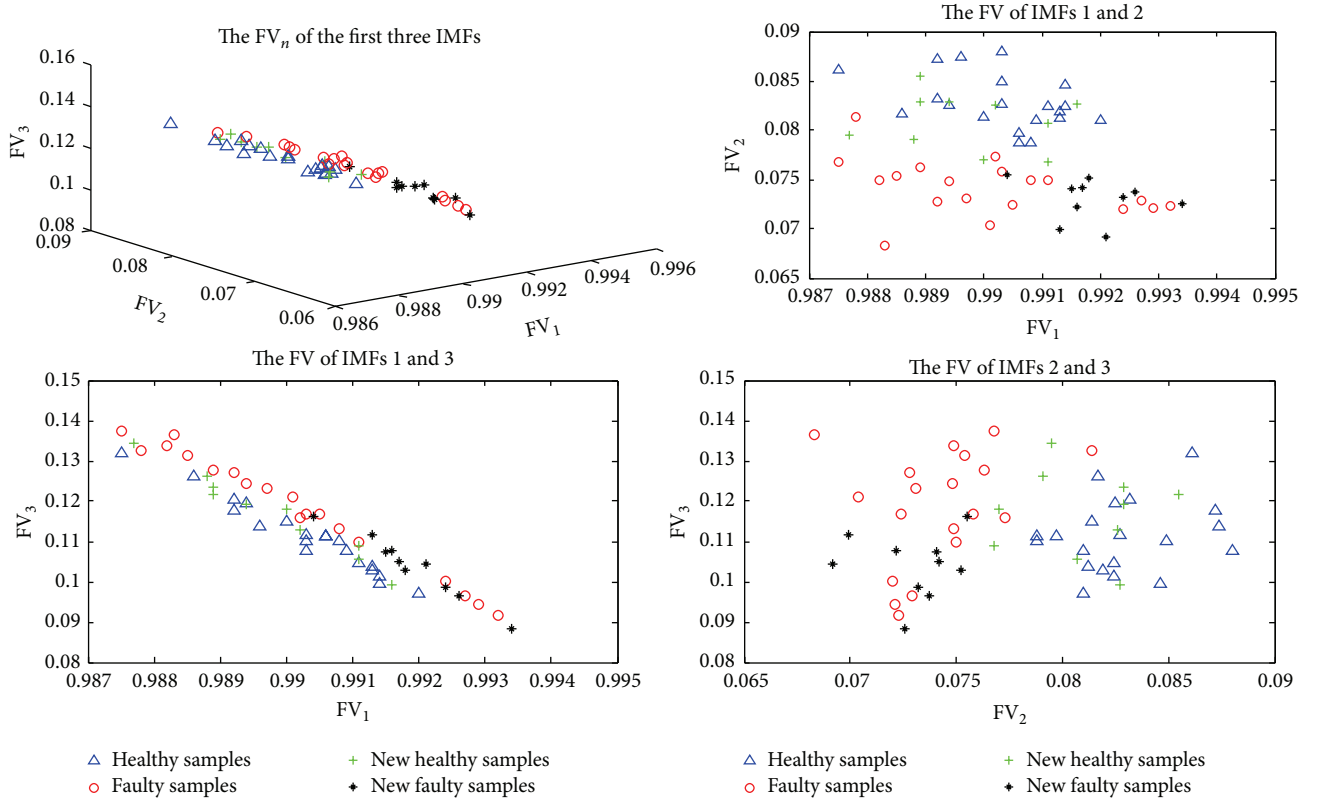 The FVn of the first three IMFs
FV3
0.16
0.14
0.12
0.1
0.08
0.09
0.08
0.07
0.06
FV2
0.986
0.988
0.99
0.992
0.994
0.996
FV1
The FV of IMFs 1 and 2
FV2
0.09
0.085
0.08
0.075
0.07
0.065
0.987 0.988 0.989 0.99 0.991 0.992 0.993 0.994 0.995
FV1
The FV of IMFs 1 and 3
FV3
0.15
0.14
0.13
0.12
0.11
0.1
0.09
0.08
0.987 0.988 0.989 0.99 0.991 0.992 0.993 0.994 0.995
FV1
The FV of IMFs 2 and 3
FV3
0.15
0.14
0.13
0.12
0.11
0.1
0.09
0.08
0.065 0.07 0.075 0.08 0.085 0.09
FV2
Healthy samples
Faulty samples
New healthy samples
New faulty samples
Healthy samples
Faulty samples
New healthy samples
New faulty samples